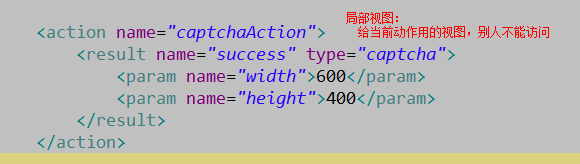 局部视图：
<action name="captchaAction"> 给当前动作用的视图，别人不能访问
<result name="success" type="captcha">
<param name="width">600</param>
<param name="height">400</param>
</result>
</action>